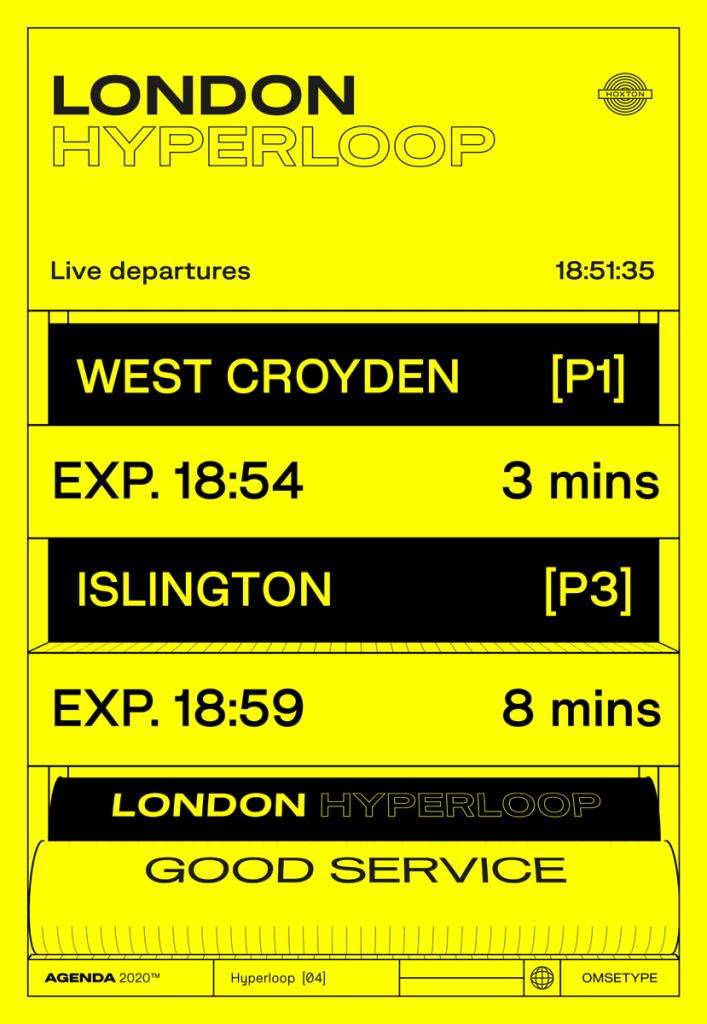 LONDON
HYPERLOOP
HOXTON
Live departures 18:51:35
WEST CROYDEN [P1]
EXP. 18:54 3 mins
ISLINGTON [P3]
EXP. 18:59 8 mins
LONDON HYPERLOOP
GOOD SERVICE
AGENDA 2020™ Hyperloop [04] OMSETYPE